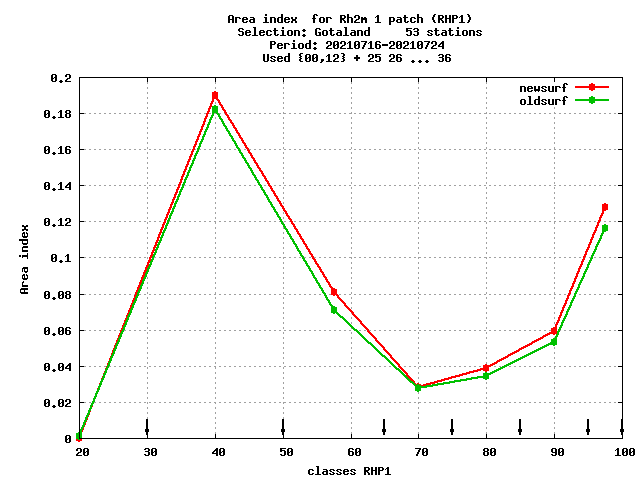 Area index  for Rh2m 1 patch (RHP1)
Selection: Gotaland     53 stations
Period: 20210716-20210724
Used {00,12} + 25 26 ... 36
newsurf
oldsurf
0,2
0,18
0,16
0,14
0,12
0,1
0,08
0,06
0,04
0,02
0
Area index
20 30 40 50 60 70 80 90 100
classes RHP1